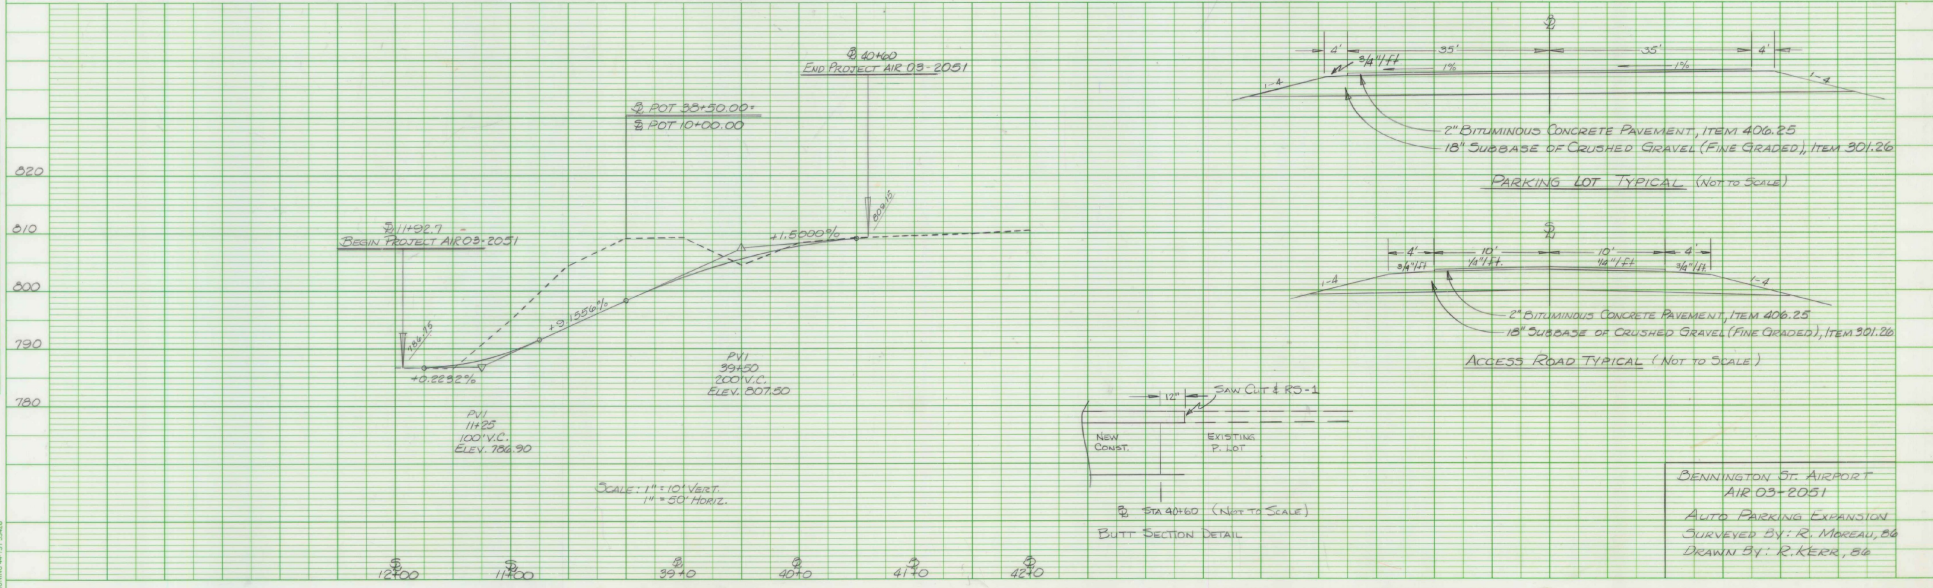 820
810
800
790
780
℄ 11+92.7
BEGIN PROJECT AIR 03-2051
786.75
+0.2232%
PVI
11+25
100' V.C.
ELEV. 786.90
+9.1556%
℄ POT 38+50.00=
℄ POT 10+00.00
℄ 40+60
END PROJECT AIR 03-2051
809.15
+1.5000%
PVI
39+50
200' V.C.
ELEV. 807.50
SCALE: 1" = 10' VERT.
1" = 50' HORIZ.
℄ 12+00
℄ 11+00
℄ 39+0
℄ 40+0
℄ 41+0
℄ 42+0
℄
4' 35' 35' 4'
3/4"/ft 1% 1%
1-4 1-4
2" BITUMINOUS CONCRETE PAVEMENT, ITEM 406.25
18" SUBBASE OF CRUSHED GRAVEL (FINE GRADED), ITEM 301.26
PARKING LOT TYPICAL (NOT TO SCALE)
℄
4' 10' 10' 4'
3/4"/ft 1/4"/ft. 1/4"/ft 3/4"/ft
1-4 1-4
2" BITUMINOUS CONCRETE PAVEMENT, ITEM 406.25
18" SUBBASE OF CRUSHED GRAVEL (FINE GRADED), ITEM 301.26
ACCESS ROAD TYPICAL (NOT TO SCALE)
12"
SAW CUT & RS-1
NEW
CONST.
EXISTING
P. LOT
℄ STA 40+60 (NOT TO SCALE)
BUTT SECTION DETAIL
BENNINGTON ST. AIRPORT
AIR 03-2051
AUTO PARKING EXPANSION
SURVEYED BY: R. MOREAU, 86
DRAWN BY: R. KERR, 86